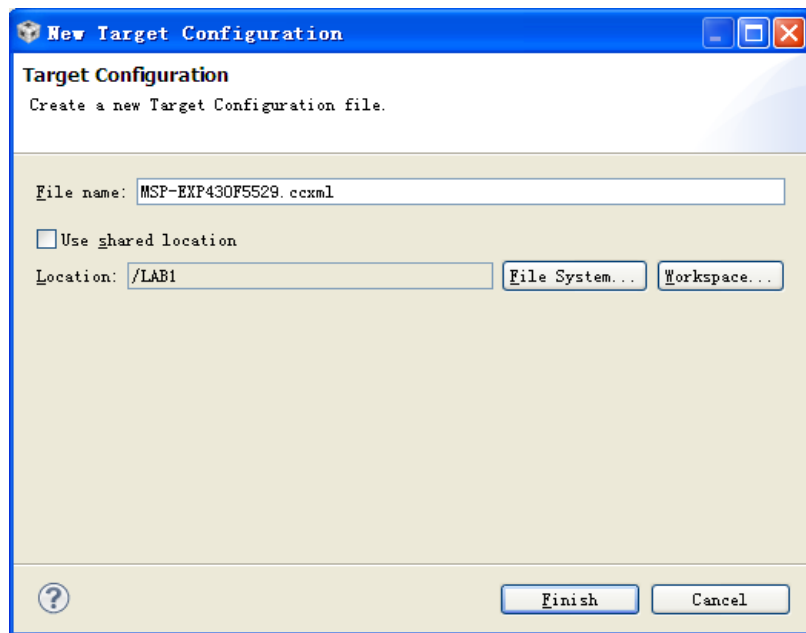 New Target Configuration
Target Configuration
Create a new Target Configuration file.
File name: MSP-EXP430F5529.ccxml
Use shared location
Location: /LAB1 File System... Workspace...
? Finish Cancel